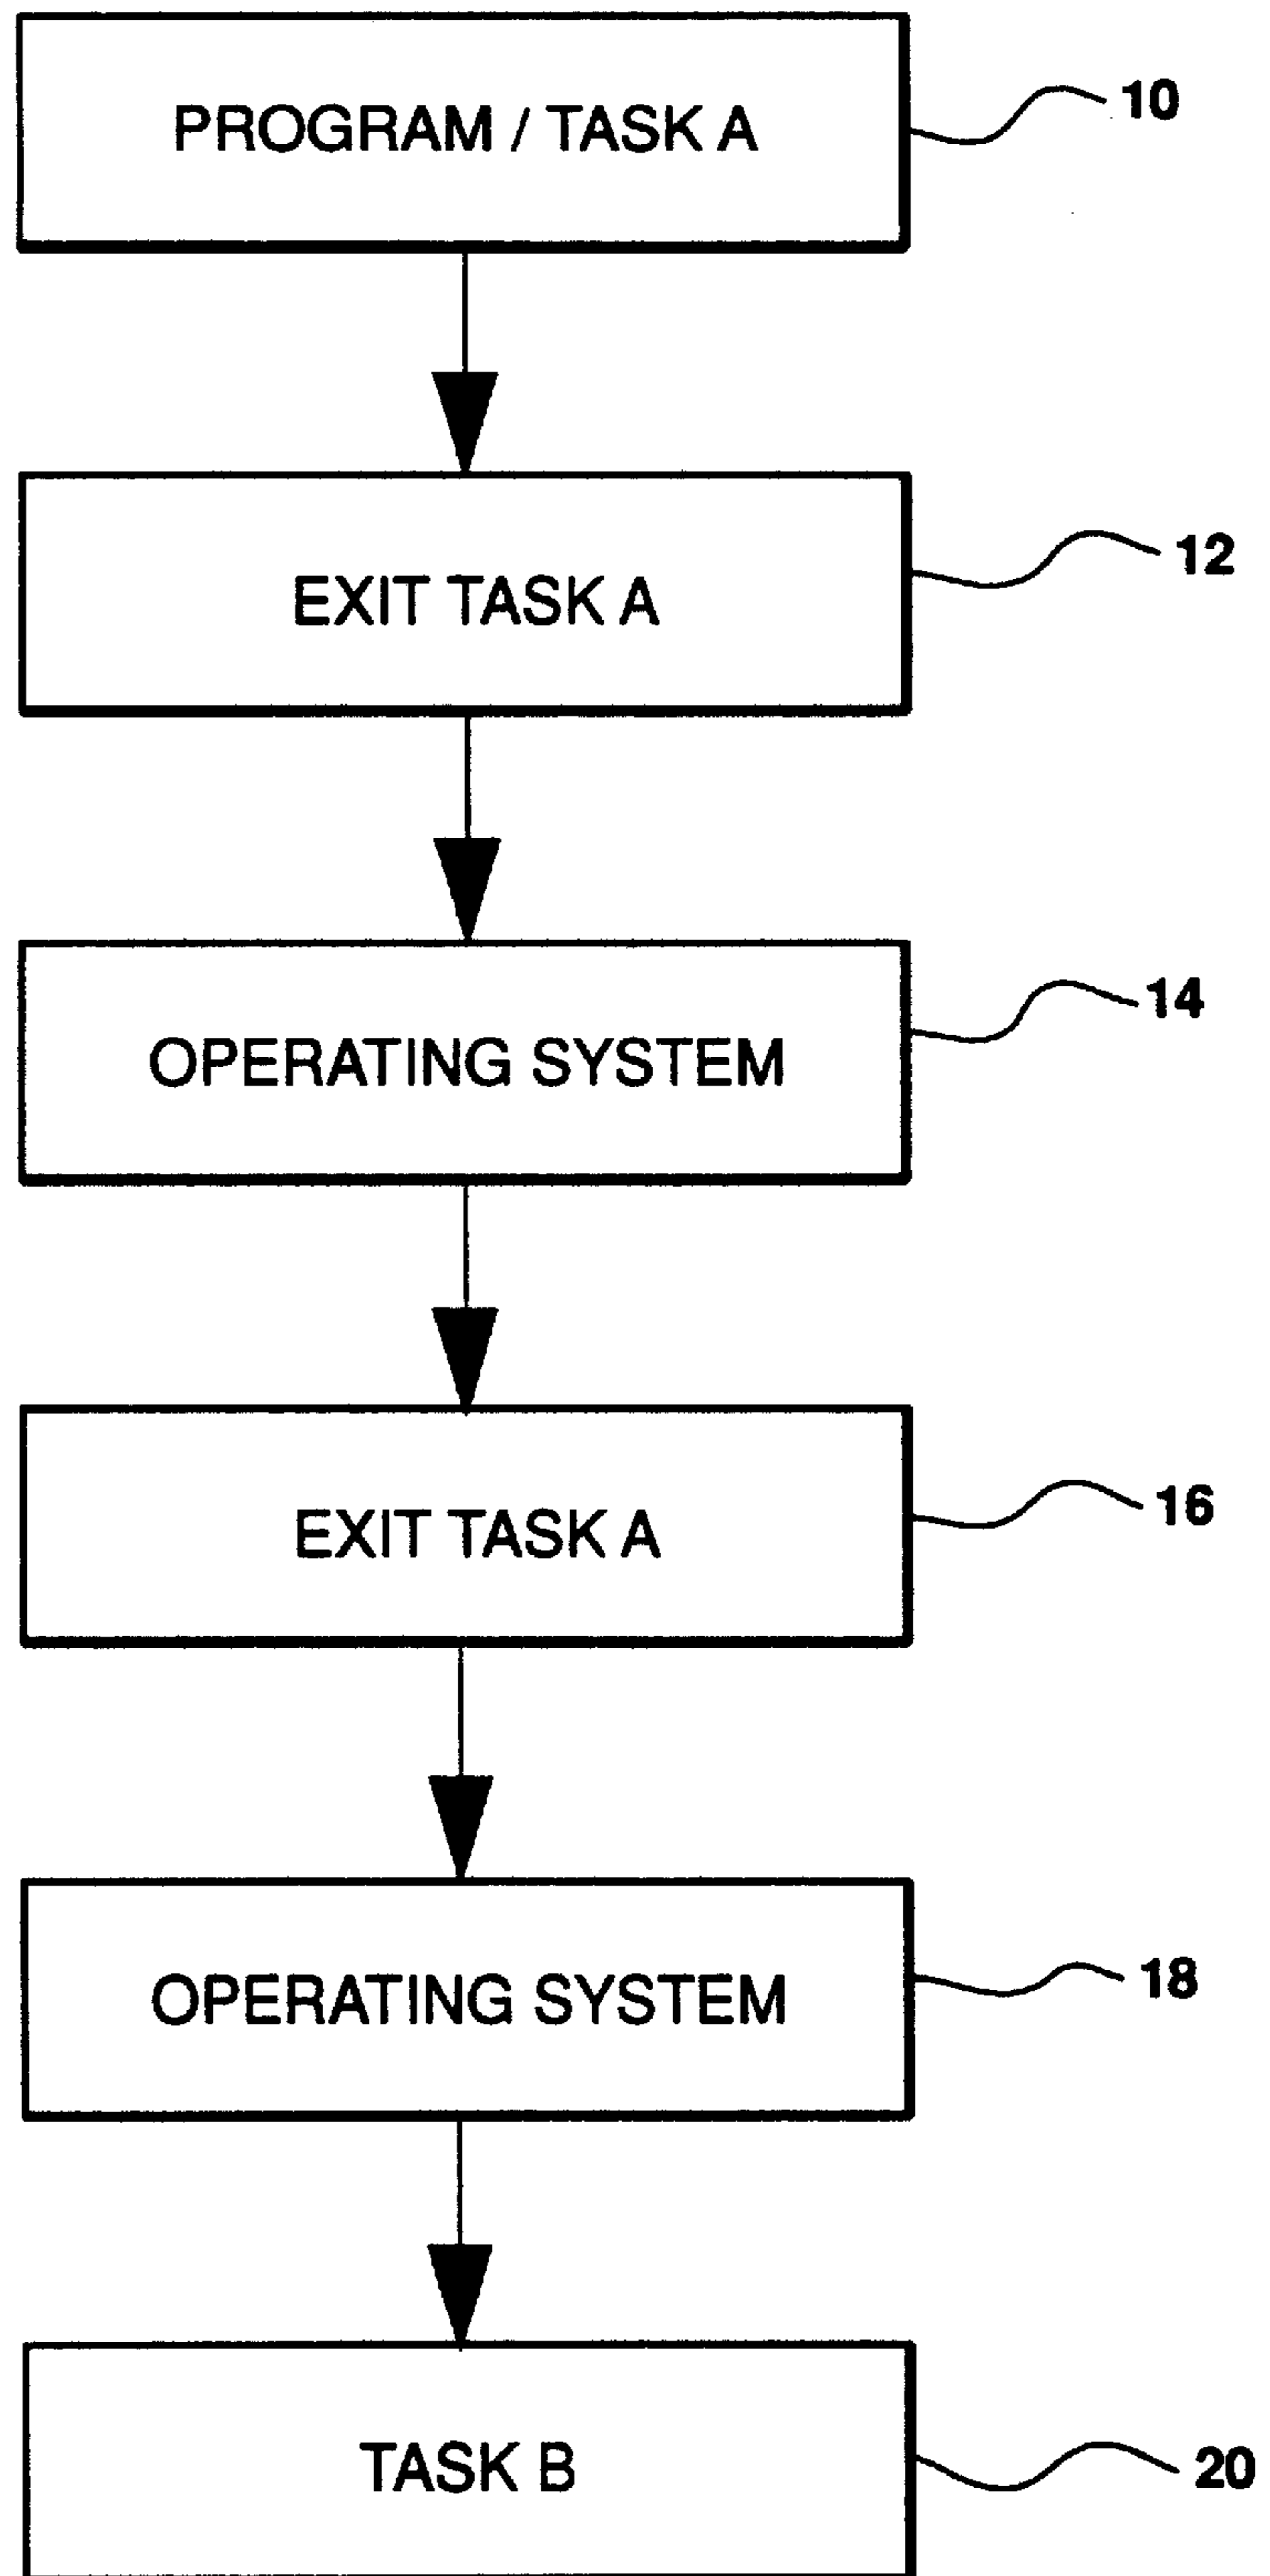 PROGRAM / TASK A
10
EXIT TASK A
12
OPERATING SYSTEM
14
EXIT TASK A
16
OPERATING SYSTEM
18
TASK B
20